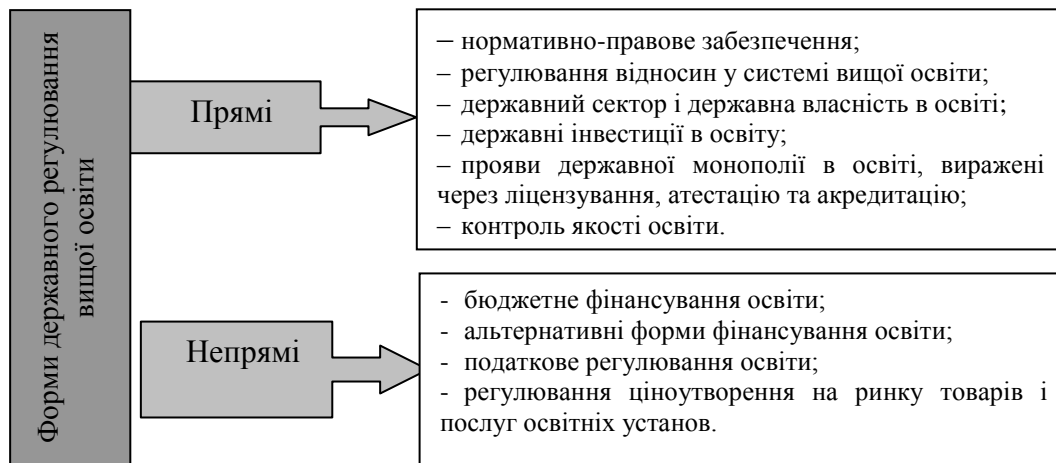 Форми державного регулювання
вищої освіти
Прямі
– нормативно-правове забезпечення;
– регулювання відносин у системі вищої освіти;
– державний сектор і державна власність в освіті;
– державні інвестиції в освіту;
– прояви державної монополії в освіті, виражені
через ліцензування, атестацію та акредитацію;
– контроль якості освіти.
Непрямі
- бюджетне фінансування освіти;
- альтернативні форми фінансування освіти;
- податкове регулювання освіти;
- регулювання ціноутворення на ринку товарів і
послуг освітніх установ.